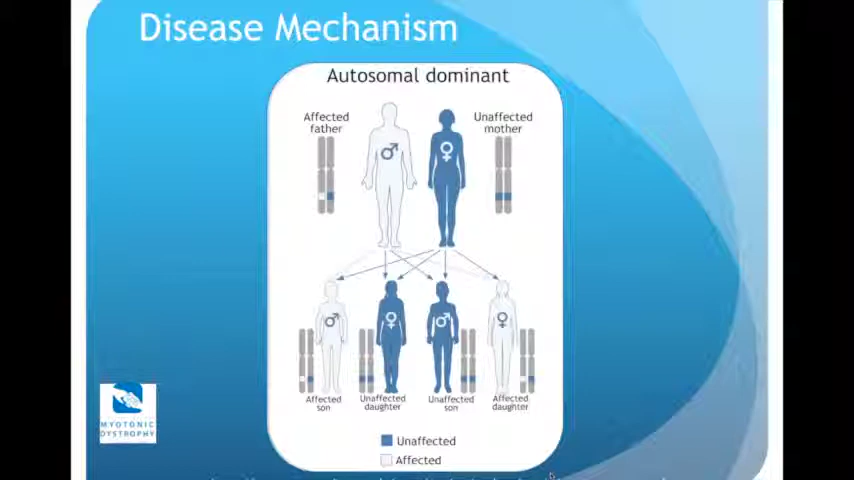 Disease Mechanism
Autosomal dominant
Affected
father
Unaffected
mother
Affected
son
Unaffected
daughter
Unaffected
son
Affected
daughter
Unaffected
Affected
MYOTONIC
DYSTROPHY